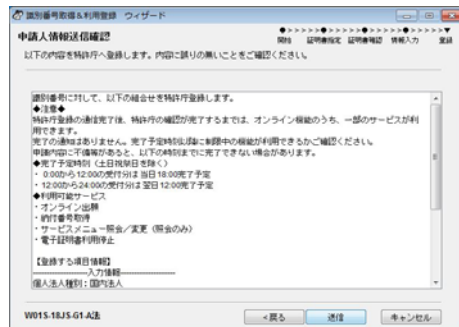 識別番号取得＆利用登録　ウィザード
申請人情報送信確認
開始　証明書指定　証明書確認　情報入力　登録
以下の内容を特許庁へ登録します。内容に誤りの無いことをご確認ください。
識別番号に対して、以下の組合せを特許庁登録します。
◆注意◆
特許庁登録の通信完了後、特許庁の確認が完了するまでは、オンライン機能のうち、一部のサービスが利
用できます。
完了の通知はありません。完了予定時刻以降に制限中の機能が利用できるかご確認ください。
申請内容に不備等があると、以下の時刻までに完了できない場合があります。
◆完了予定時刻（土日祝祭日を除く）
・ 0:00から12:00の受付分は当日18:00完了予定
・ 12:00から24:00の受付分は翌日12:00完了予定
◆利用可能サービス
・オンライン出願
・納付番号取得
・サービスメニュー照会／変更（照会のみ）
・電子証明書利用停止
【登録する項目情報】
--------------------入力情報--------------------
個人法人種別：国内法人
W01S-18JS-G1-A法
<戻る
送信
キャンセル